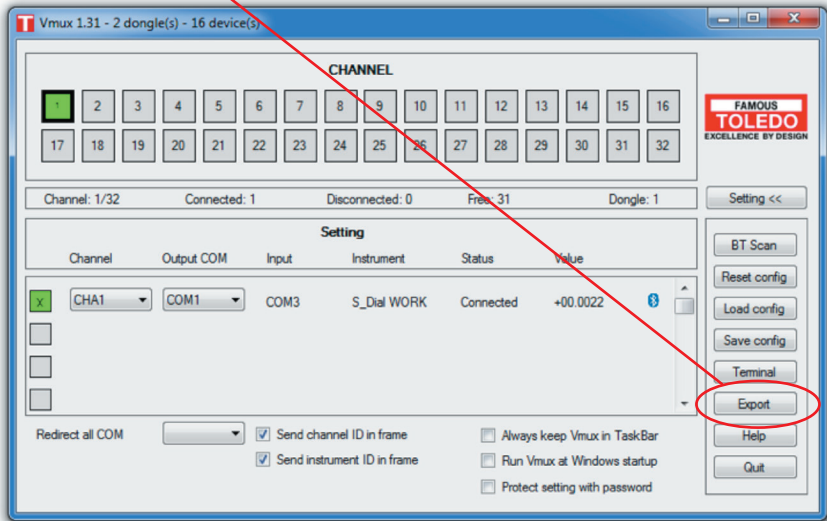 Vmux 1.31 - 2 dongle(s) - 16 device(s)
CHANNEL
1 2 3 4 5 6 7 8 9 10 11 12 13 14 15 16
17 18 19 20 21 22 23 24 25 26 27 28 29 30 31 32
FAMOUS
TOLEDO
EXCELLENCE BY DESIGN
Channel: 1/32 Connected: 1 Disconnected: 0 Free: 31 Dongle: 1
Setting <<
Setting
Channel Output COM Input Instrument Status Value
X CHA1 COM1 COM3 S_Dial WORK Connected +00.0022
BT Scan
Reset config
Load config
Save config
Terminal
Export
Help
Quit
Redirect all COM
Send channel ID in frame
Send instrument ID in frame
Always keep Vmux in TaskBar
Run Vmux at Windows startup
Protect setting with password